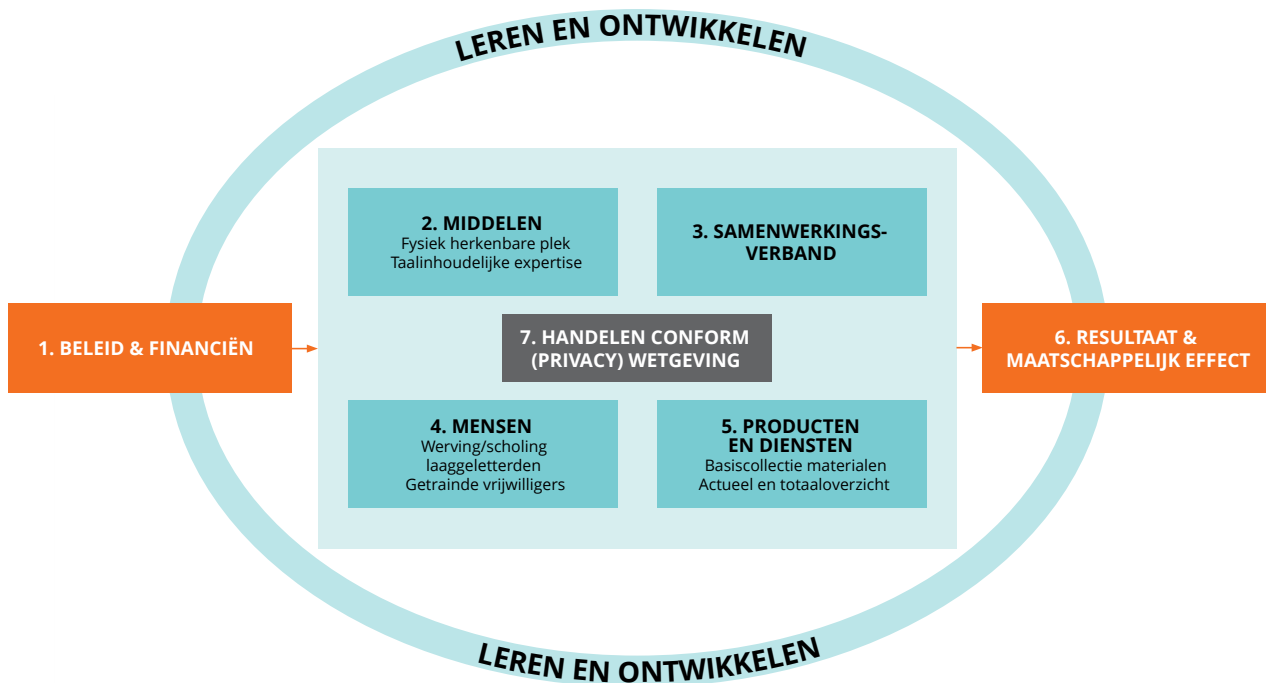 LEREN EN ONTWIKKELEN
2. MIDDELEN
Fysiek herkenbare plek
Taalinhoudelijke expertise
3. SAMENWERKINGS-
VERBAND
1. BELEID & FINANCIËN
7. HANDELEN CONFORM
(PRIVACY) WETGEVING
6. RESULTAAT &
MAATSCHAPPELIJK EFFECT
4. MENSEN
Werving/scholing
laaggeletterden
Getrainde vrijwilligers
5. PRODUCTEN
EN DIENSTEN
Basiscollectie materialen
Actueel en totaaloverzicht
LEREN EN ONTWIKKELEN